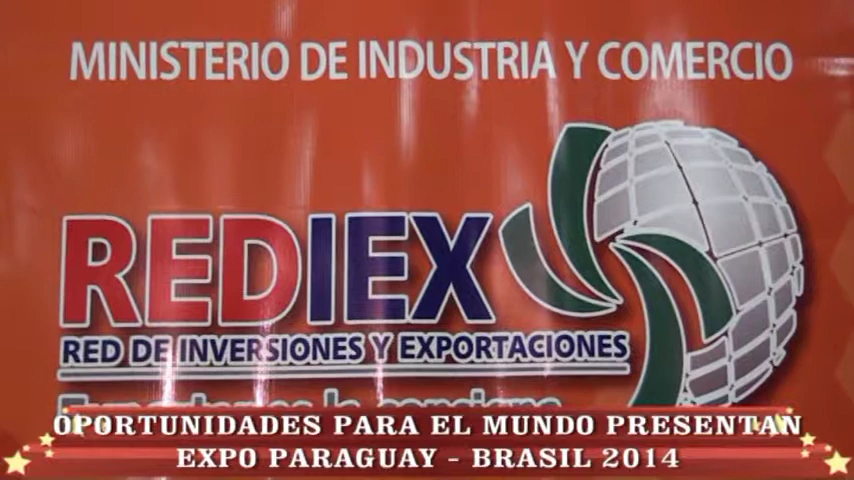 MINISTERIO DE INDUSTRIA Y COMERCIO
REDIEX
RED DE INVERSIONES Y EXPORTACIONES
OPORTUNIDADES PARA EL MUNDO PRESENTAN
EXPO PARAGUAY - BRASIL 2014